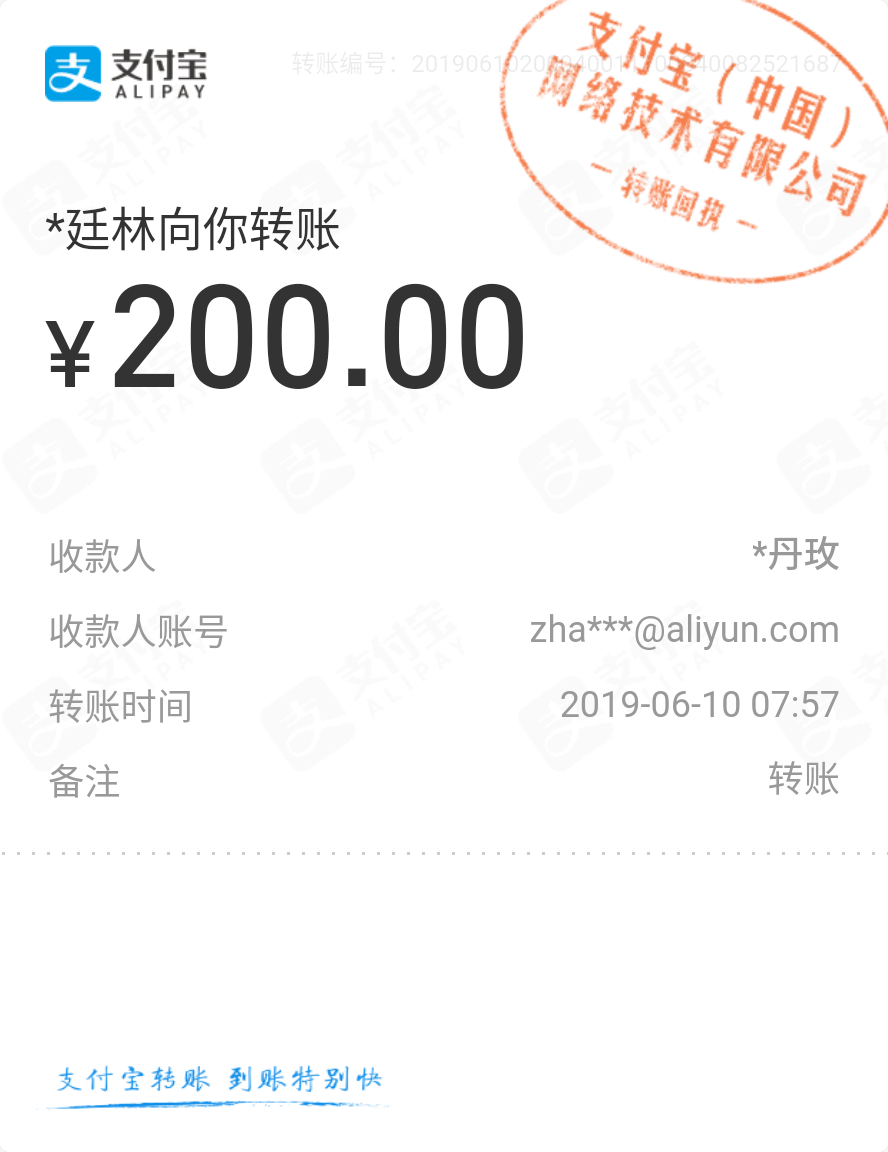 支付宝
ALIPAY
转账编号：
支付宝（中国）
网络技术有限公司
转账回执
*廷林向你转账
¥200.00
收款人 *丹玫
收款人账号 zha***@aliyun.com
转账时间 2019-06-10 07:57
备注 转账
支付宝转账 到账特别快